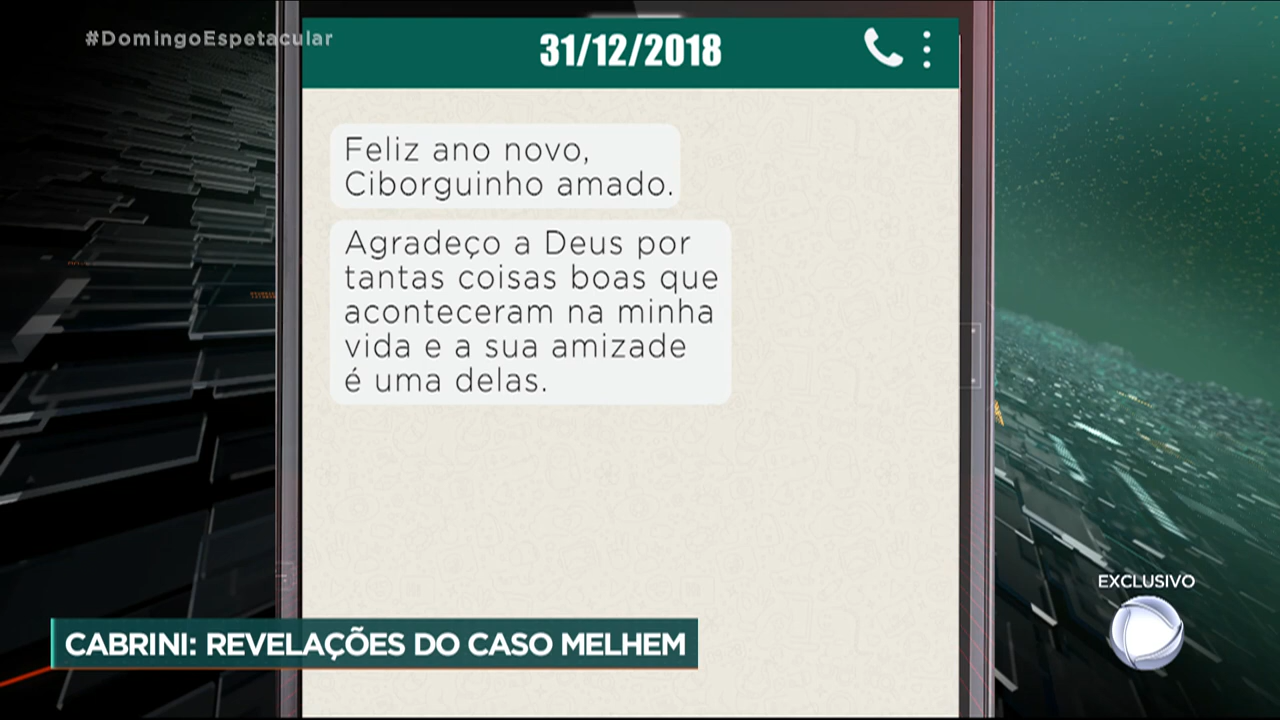 #DomingoEspetacular
31/12/2018
Feliz ano novo,
Ciborguinho amado.
Agradeço a Deus por
tantas coisas boas que
aconteceram na minha
vida e a sua amizade
é uma delas.
EXCLUSIVO
CABRINI: REVELAÇÕES DO CASO MELHEM